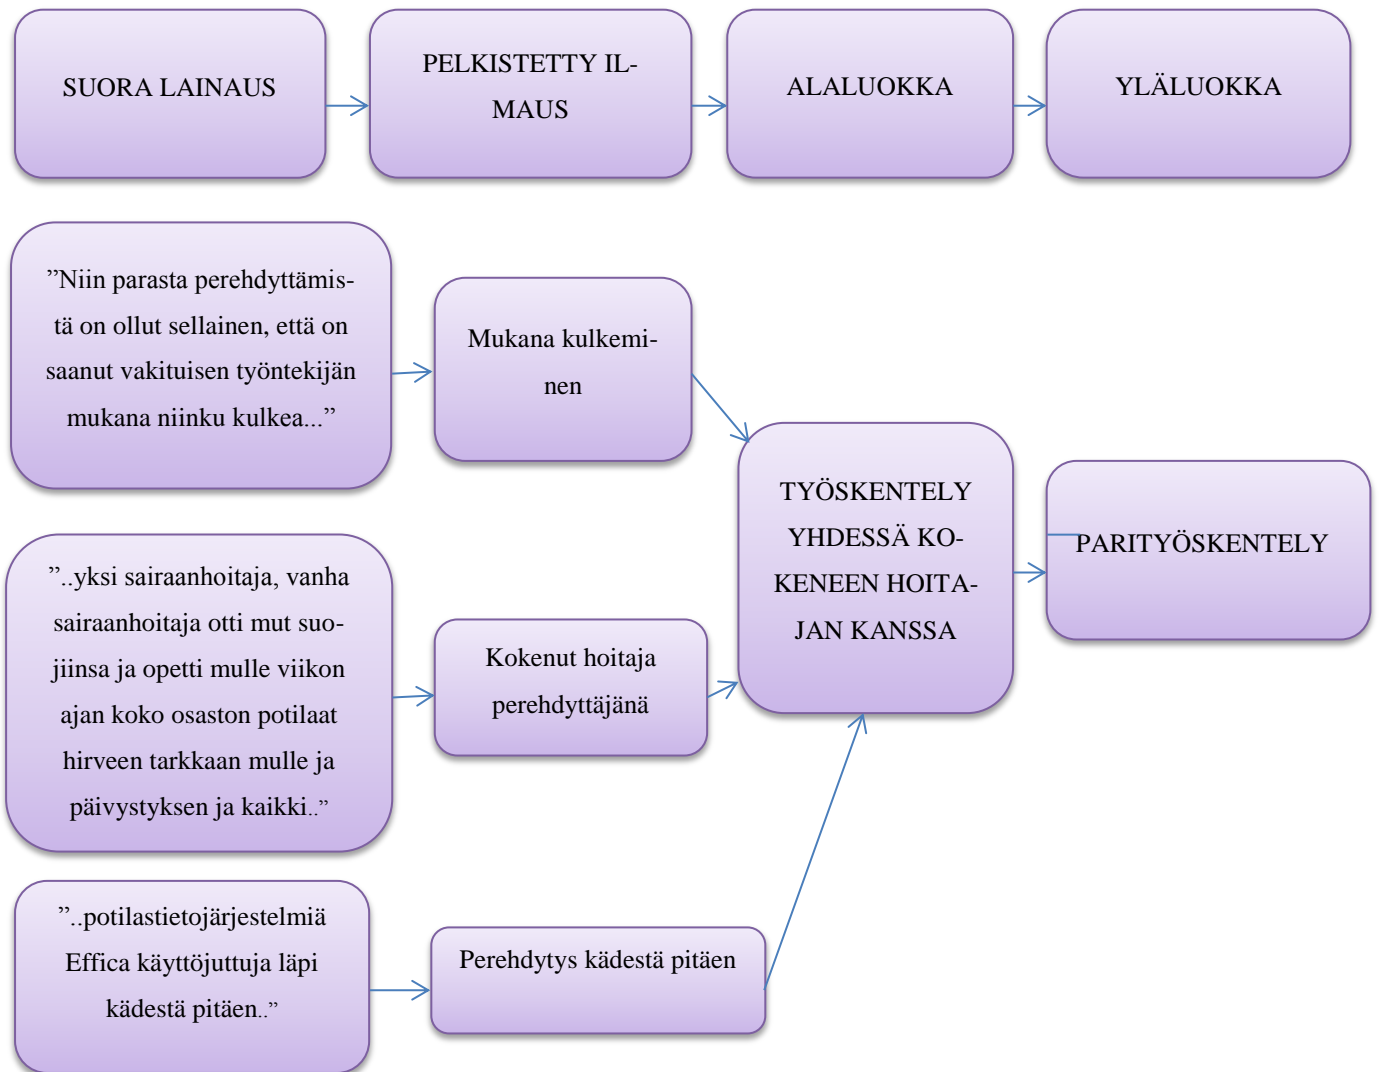 SUORA LAINAUS
PELKISTETTY IL-
MAUS
ALALUOKKA
YLÄLUOKKA
”Niin parasta perehdyttämis-
tä on ollut sellainen, että on
saanut vakituisen työntekijän
mukana niinku kulkea...”
Mukana kulkemi-
nen
”..yksi sairaanhoitaja, vanha
sairaanhoitaja otti mut suo-
jiinsa ja opetti mulle viikon
ajan koko osaston potilaat
hirveen tarkkaan mulle ja
päivystyksen ja kaikki..”
Kokenut hoitaja
perehdyttäjänä
”..potilastietojärjestelmiä
Effica käyttöjuttuja läpi
kädestä pitäen..”
Perehdytys kädestä pitäen
TYÖSKENTELY
YHDESSÄ KO-
KENEEN HOITA-
JAN KANSSA
PARITYÖSKENTELY